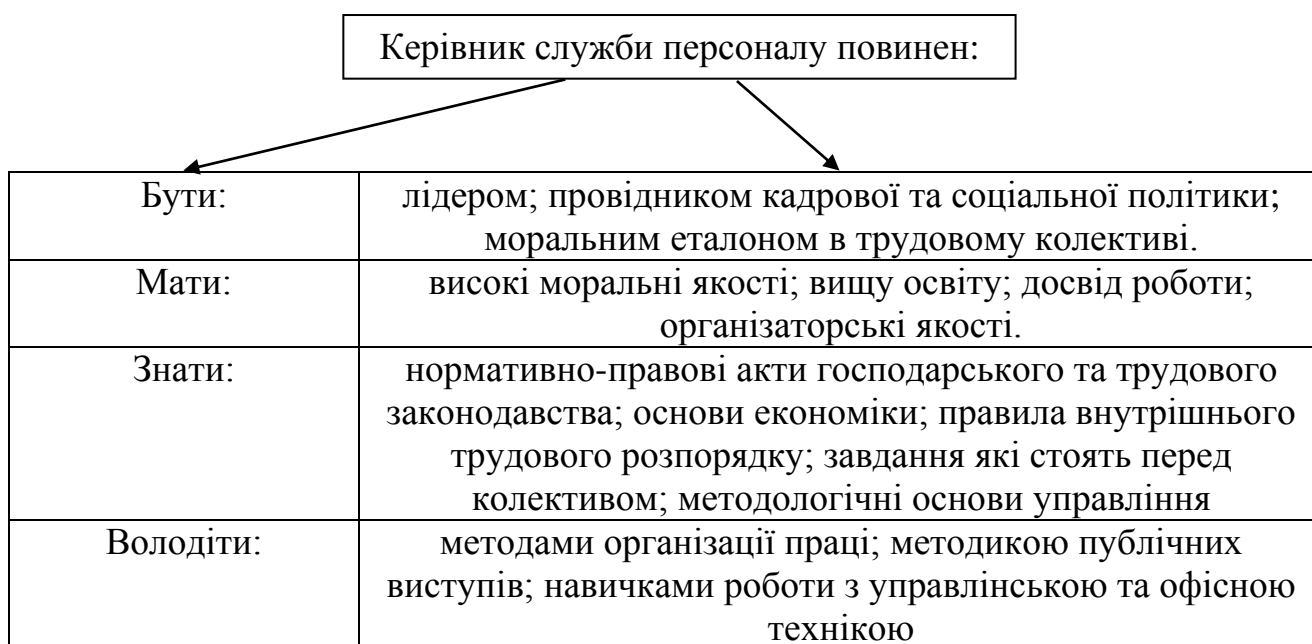 Керівник служби персоналу повинен:
Бути:
лідером; провідником кадрової та соціальної політики;
моральним еталоном в трудовому колективі.
Мати:
високі моральні якості; вищу освіту; досвід роботи;
організаторські якості.
Знати:
нормативно-правові акти господарського та трудового
законодавства; основи економіки; правила внутрішнього
трудового розпорядку; завдання які стоять перед
колективом; методологічні основи управління
Володіти:
методами організації праці; методикою публічних
виступів; навичками роботи з управлінською та офісною
технікою